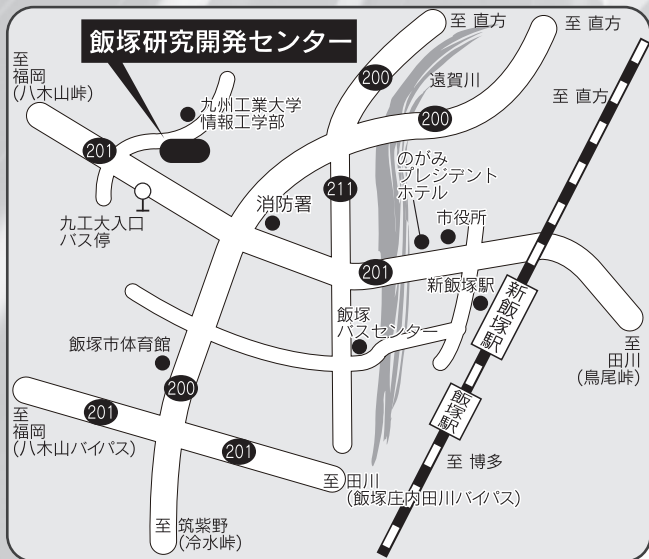 至 直方
至 直方
飯塚研究開発センター
至
福岡
(八木山峠)
200
遠賀川
至 直方
九州工業大学
情報工学部
200
201
のがみ
プレジデント
ホテル
211
消防署
市役所
九工大入口
バス停
201
新飯塚駅
新飯塚駅
飯塚
バスセンター
飯塚市体育館
至
田川
(烏尾峠)
200
201
飯塚駅
至
福岡
(八木山バイパス)
201
至 博多
至 田川
(飯塚庄内田川バイパス)
至 筑紫野
(冷水峠)